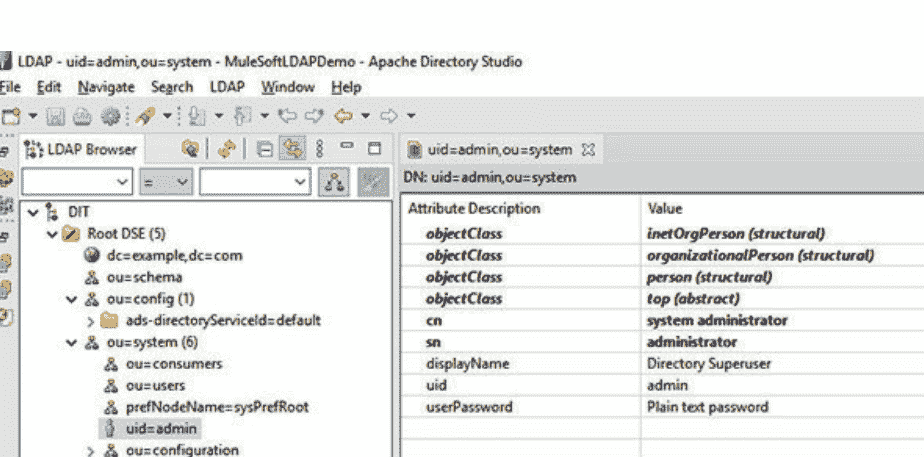 LDAP - uid=admin,ou=system - MuleSoftLDAPDemo - Apache Directory Studio
File Edit Navigate Search LDAP Window Help
LDAP Browser
=
DIT
Root DSE (5)
dc=example,dc=com
ou=schema
ou=config (1)
ads-directoryServiceId=default
ou=system (6)
ou=consumers
ou=users
prefNodeName=sysPrefRoot
uid=admin
ou=configuration
uid=admin,ou=system
DN: uid=admin,ou=system
Attribute Description Value
objectClass inetOrgPerson (structural)
objectClass organizationalPerson (structural)
objectClass person (structural)
objectClass top (abstract)
cn system administrator
sn administrator
displayName Directory Superuser
uid admin
userPassword Plain text password